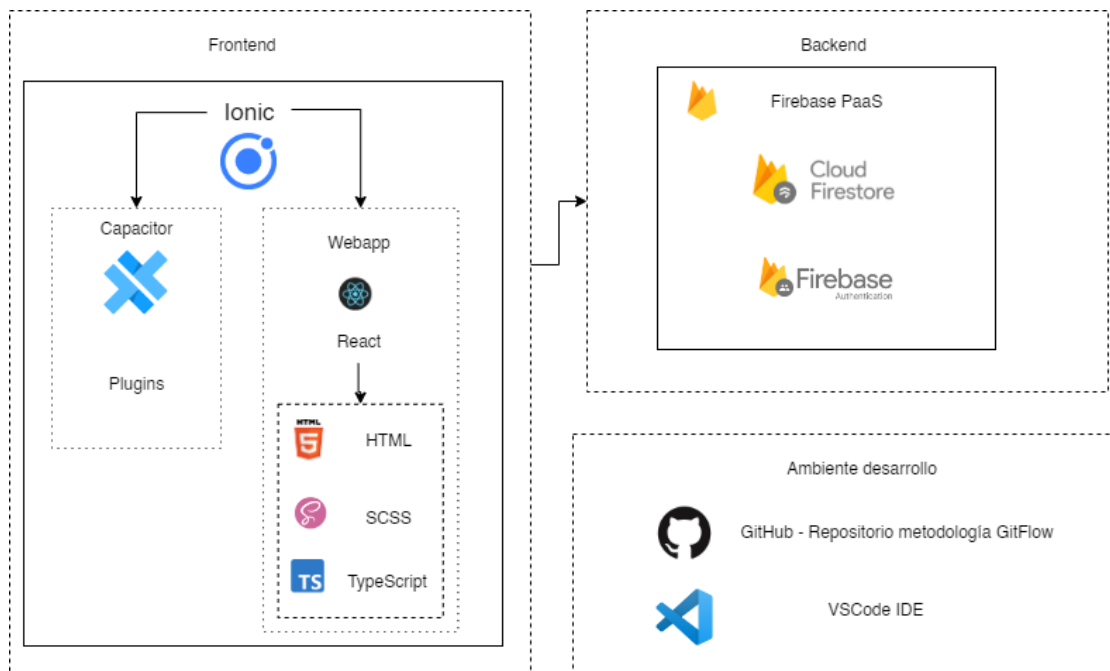 Frontend
Ionic
Capacitor
Plugins
Webapp
React
HTML
HTML
SCSS
TS
TypeScript
Backend
Firebase PaaS
Cloud
Firestore
Firebase
Authentication
Ambiente desarrollo
GitHub - Repositorio metodología GitFlow
VSCode IDE